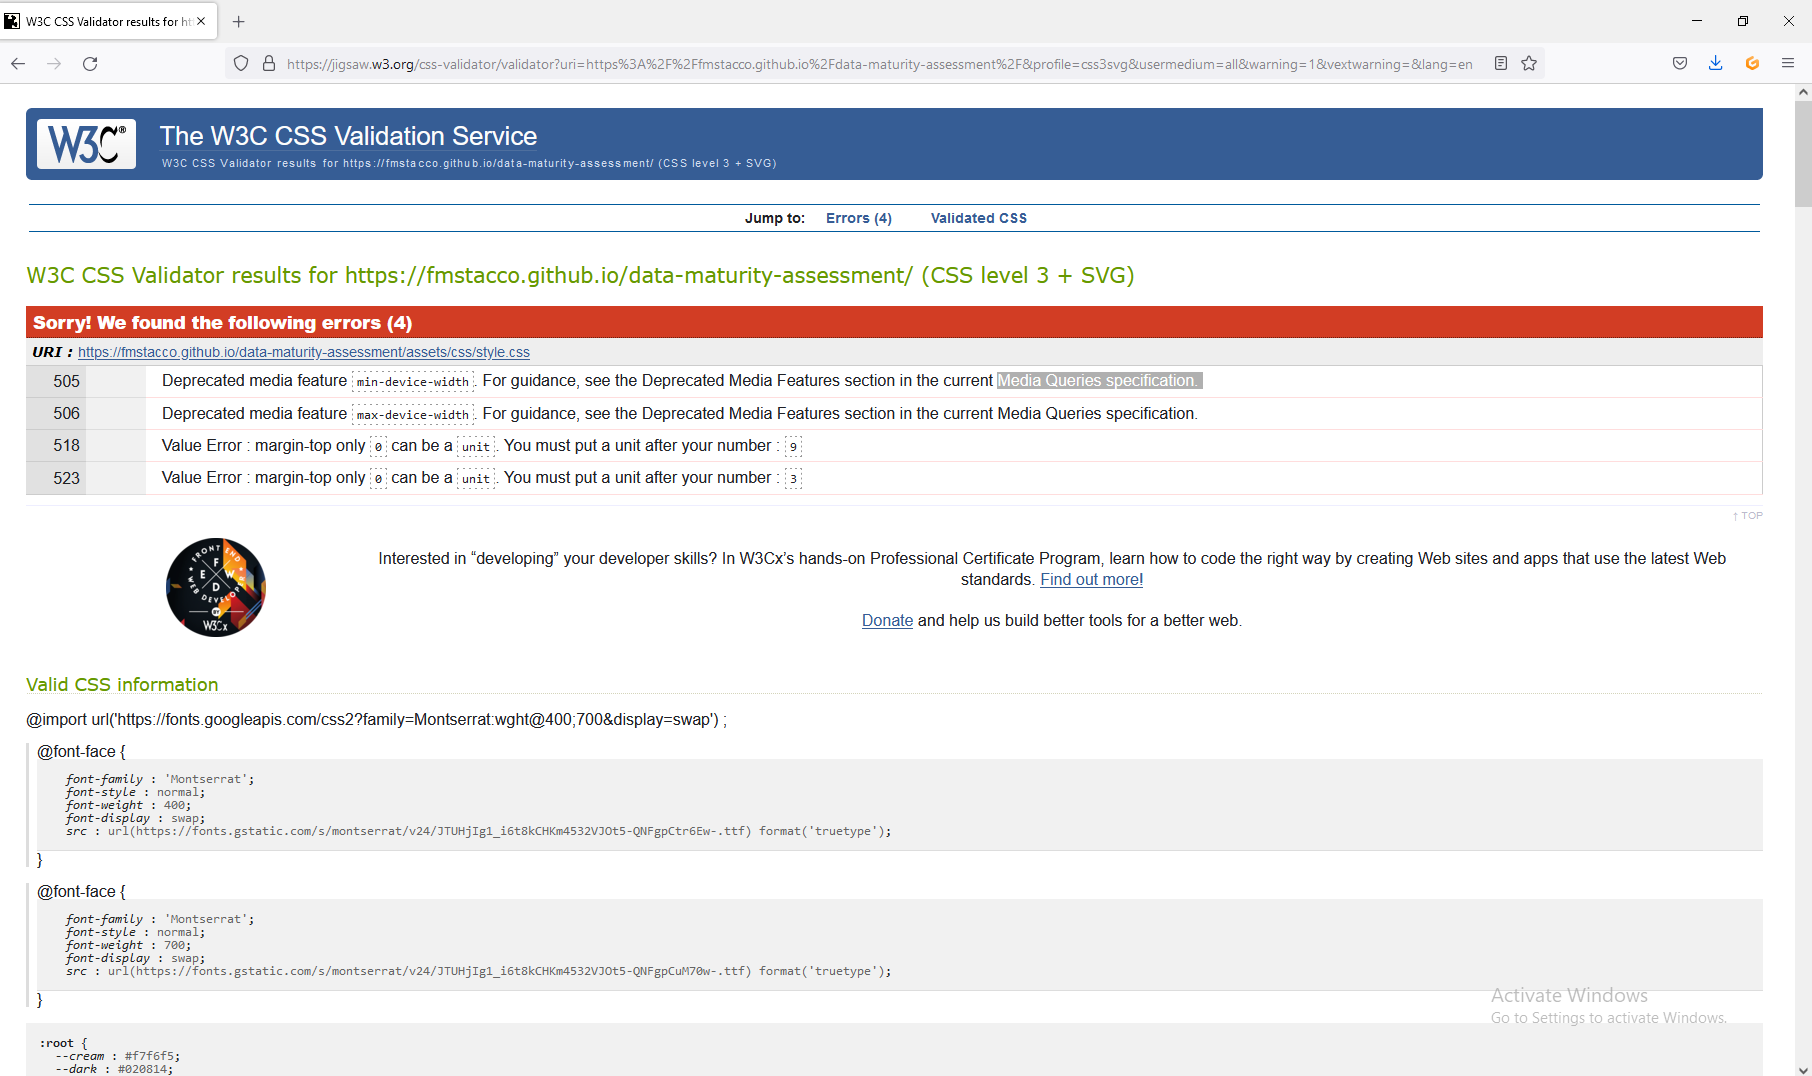 W3C CSS Validator results for ht
https://jigsaw.w3.org/css-validator/validator?uri=https%3A%2F%2Ffmstacco.github.io%2Fdata-maturity-assessment%2F&profile=css3svg&usermedium=all&warning=1&vextwarning=&lang=en
W3C®
The W3C CSS Validation Service
W3C CSS Validator results for https://fmstacco.github.io/data-maturity-assessment/ (CSS level 3 + SVG)
Jump to: Errors (4) Validated CSS
W3C CSS Validator results for https://fmstacco.github.io/data-maturity-assessment/ (CSS level 3 + SVG)
Sorry! We found the following errors (4)
URI : https://fmstacco.github.io/data-maturity-assessment/assets/css/style.css
505 Deprecated media feature min-device-width. For guidance, see the Deprecated Media Features section in the current Media Queries specification.
506 Deprecated media feature max-device-width. For guidance, see the Deprecated Media Features section in the current Media Queries specification.
518 Value Error : margin-top only 0 can be a unit. You must put a unit after your number : 9
523 Value Error : margin-top only 0 can be a unit. You must put a unit after your number : 3
↑ TOP
FRONT END
F
E W
D
WEB DEVELOPER
BY
W3Cx
Interested in “developing” your developer skills? In W3Cx’s hands-on Professional Certificate Program, learn how to code the right way by creating Web sites and apps that use the latest Web
standards. Find out more!
Donate and help us build better tools for a better web.
Valid CSS information
@import url('https://fonts.googleapis.com/css2?family=Montserrat:wght@400;700&display=swap') ;
@font-face {
font-family : 'Montserrat';
font-style : normal;
font-weight : 400;
font-display : swap;
src : url(https://fonts.gstatic.com/s/montserrat/v24/JTUHjIg1_i6t8kCHKm4532VJOt5-QNFgpCtr6Ew-.ttf) format('truetype');
}
@font-face {
font-family : 'Montserrat';
font-style : normal;
font-weight : 700;
font-display : swap;
src : url(https://fonts.gstatic.com/s/montserrat/v24/JTUHjIg1_i6t8kCHKm4532VJOt5-QNFgpCuM70w-.ttf) format('truetype');
}
Activate Windows
Go to Settings to activate Windows.
:root {
--cream : #f7f6f5;
--dark : #020814;